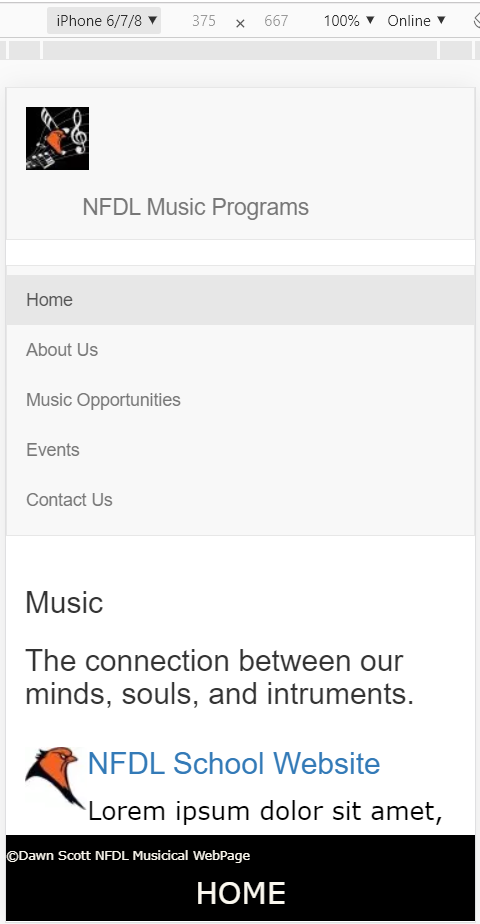 iPhone 6/7/8 ▼ 375 × 667 100% ▼ Online ▼
NFDL Music Programs
Home
About Us
Music Opportunities
Events
Contact Us
Music
The connection between our
minds, souls, and intruments.
NFDL School Website
Lorem ipsum dolor sit amet,
©Dawn Scott NFDL Musicical WebPage
HOME